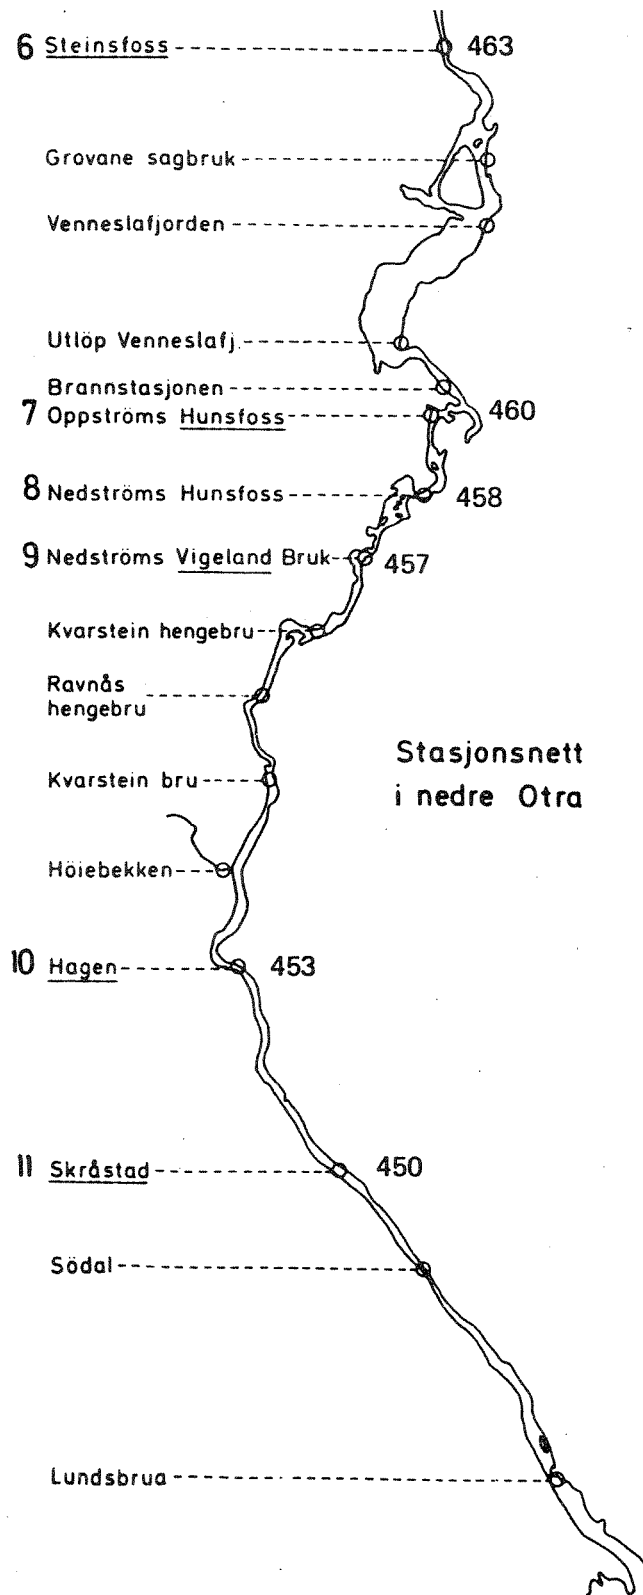 6 Steinsfoss 463
Grovane sagbruk
Venneslafjorden
Utlöp Venneslafj.
Brannstasjonen
7 Oppströms Hunsfoss 460
8 Nedströms Hunsfoss 458
9 Nedströms Vigeland Bruk 457
Kvarstein hengebru
Ravnås
hengebru
Stasjonsnett
i nedre Otra
Kvarstein bru
Höiebekken
10 Hagen 453
11 Skråstad 450
Södal
Lundsbrua